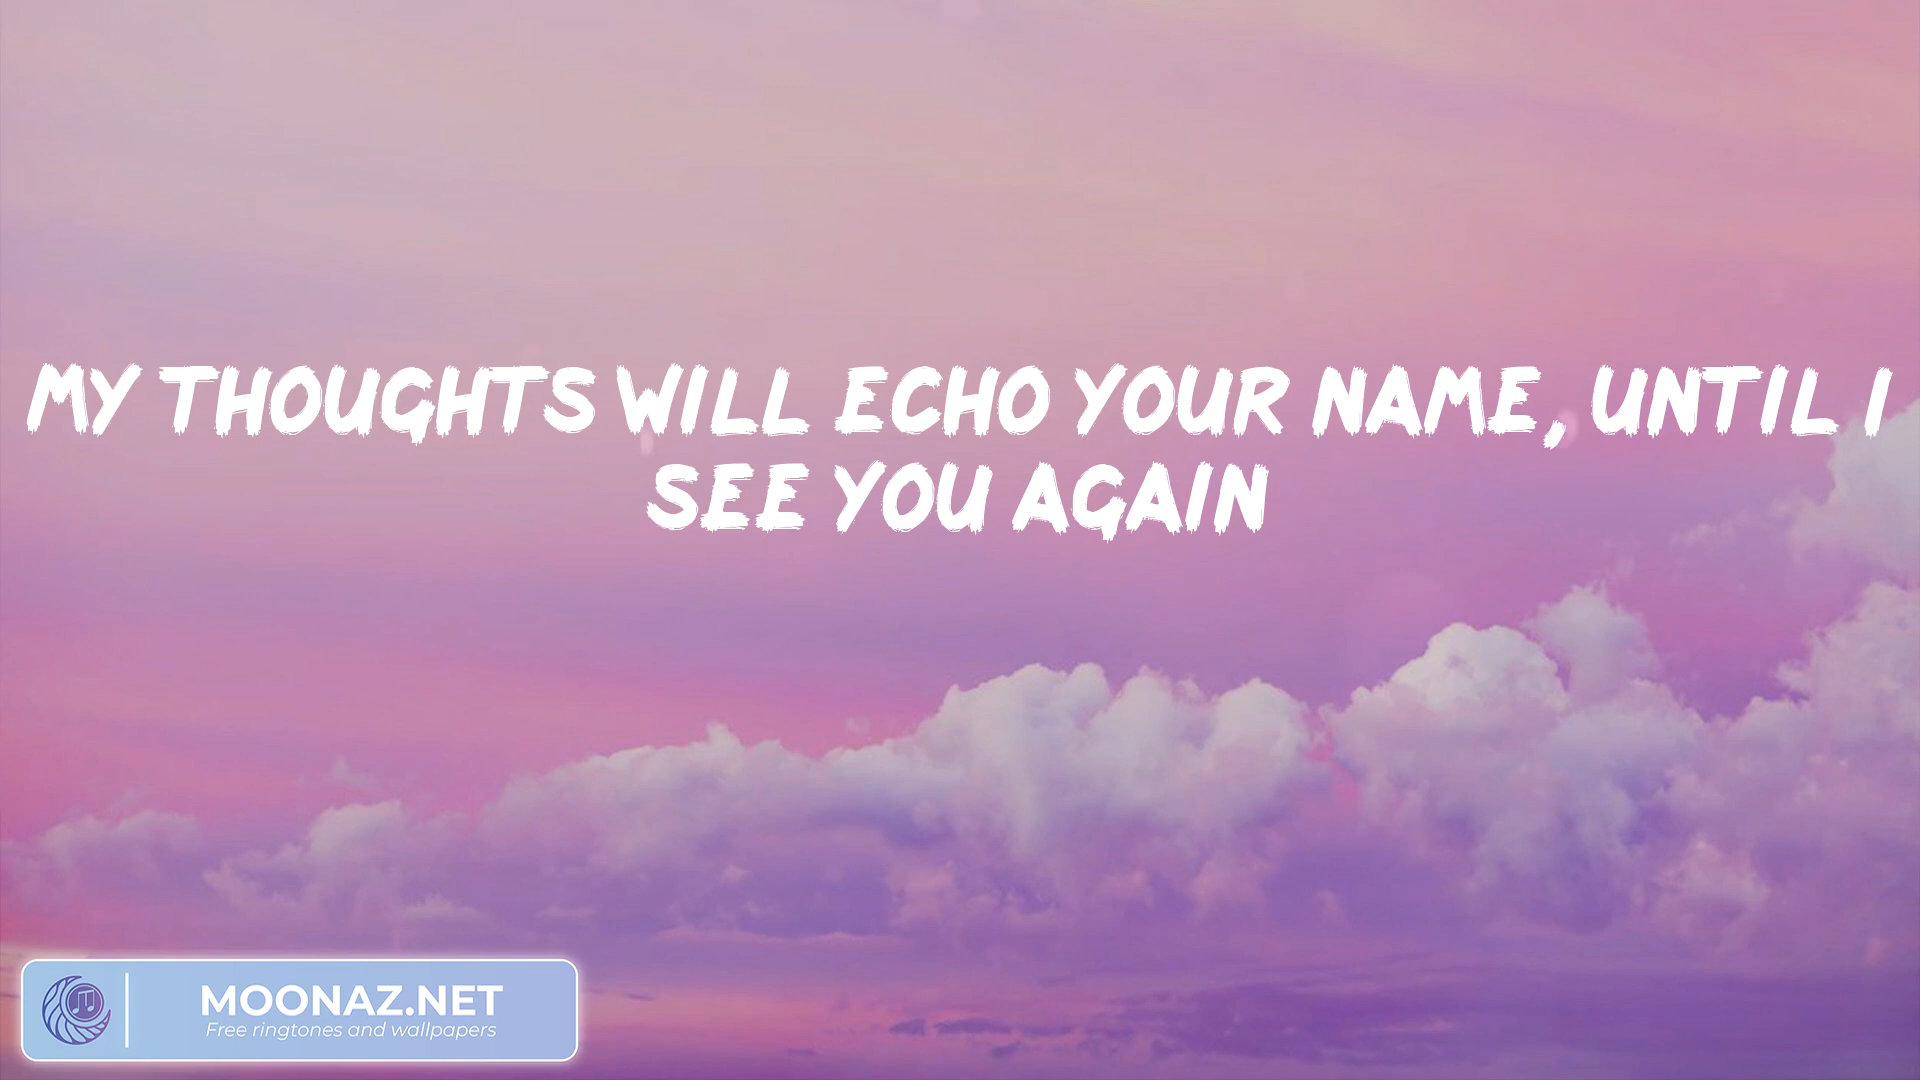 MY THOUGHTS WILL ECHO YOUR NAME, UNTIL I
SEE YOU AGAIN
MOONAZ.NET
Free ringtones and wallpapers